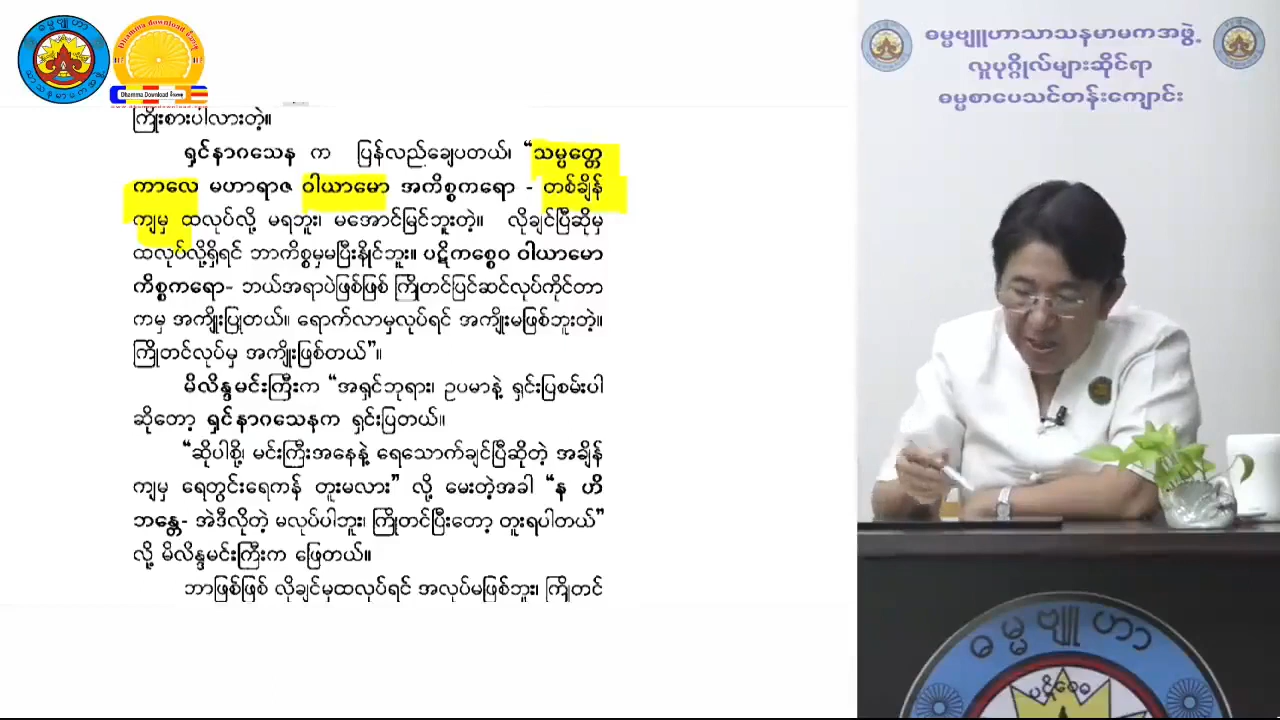 ဓမ္မဗျူဟာ
သာသနမာမကအဖွဲ့
Dhamma download
Dhamma Download
ကြိုးစားပါလားတဲ့။
ရှင်နာဂသေန က ပြန်လည်ချေပတယ်၊ “သမ္ပတ္တေ
ကာလေ မဟာရာဇ ဝါယာမော အကိစ္စကရော - တစ်ချိန်
ကျမှ ထလုပ်လို့ မရဘူး၊ မအောင်မြင်ဘူးတဲ့။ လိုချင်ပြီဆိုမှ
ထလုပ်လို့ရှိရင် ဘာကိစ္စမှမပြီးနိုင်ဘူး။ ပဋိကစ္စေဝ ဝါယာမော
ကိစ္စကရော- ဘယ်အရာပဲဖြစ်ဖြစ် ကြိုတင်ပြင်ဆင်လုပ်ကိုင်တာ
ကမှ အကျိုးပြုတယ်။ ရောက်လာမှလုပ်ရင် အကျိုးမဖြစ်ဘူးတဲ့။
ကြိုတင်လုပ်မှ အကျိုးဖြစ်တယ်”။
မိလိန္ဒမင်းကြီးက “အရှင်ဘုရား၊ ဥပမာနဲ့ ရှင်းပြစမ်းပါ
ဆိုတော့ ရှင်နာဂသေနက ရှင်းပြတယ်။
“ဆိုပါစို့၊ မင်းကြီးအနေနဲ့ ရေသောက်ချင်ပြီဆိုတဲ့ အချိန်
ကျမှ ရေတွင်းရေကန် တူးမလား” လို့ မေးတဲ့အခါ “န ဟိ
ဘန္တေ- အဲဒီလိုတဲ့ မလုပ်ပါဘူး၊ ကြိုတင်ပြီးတော့ တူးရပါတယ်”
လို့ မိလိန္ဒမင်းကြီးက ဖြေတယ်။
ဘာဖြစ်ဖြစ် လိုချင်မှထလုပ်ရင် အလုပ်မဖြစ်ဘူး၊ ကြိုတင်
ဓမ္မဗျူဟာသာသနမာမကအဖွဲ့
လူပုဂ္ဂိုလ်များဆိုင်ရာ
ဓမ္မစာပေသင်တန်းကျောင်း
ဓမ္မဗျူဟာ